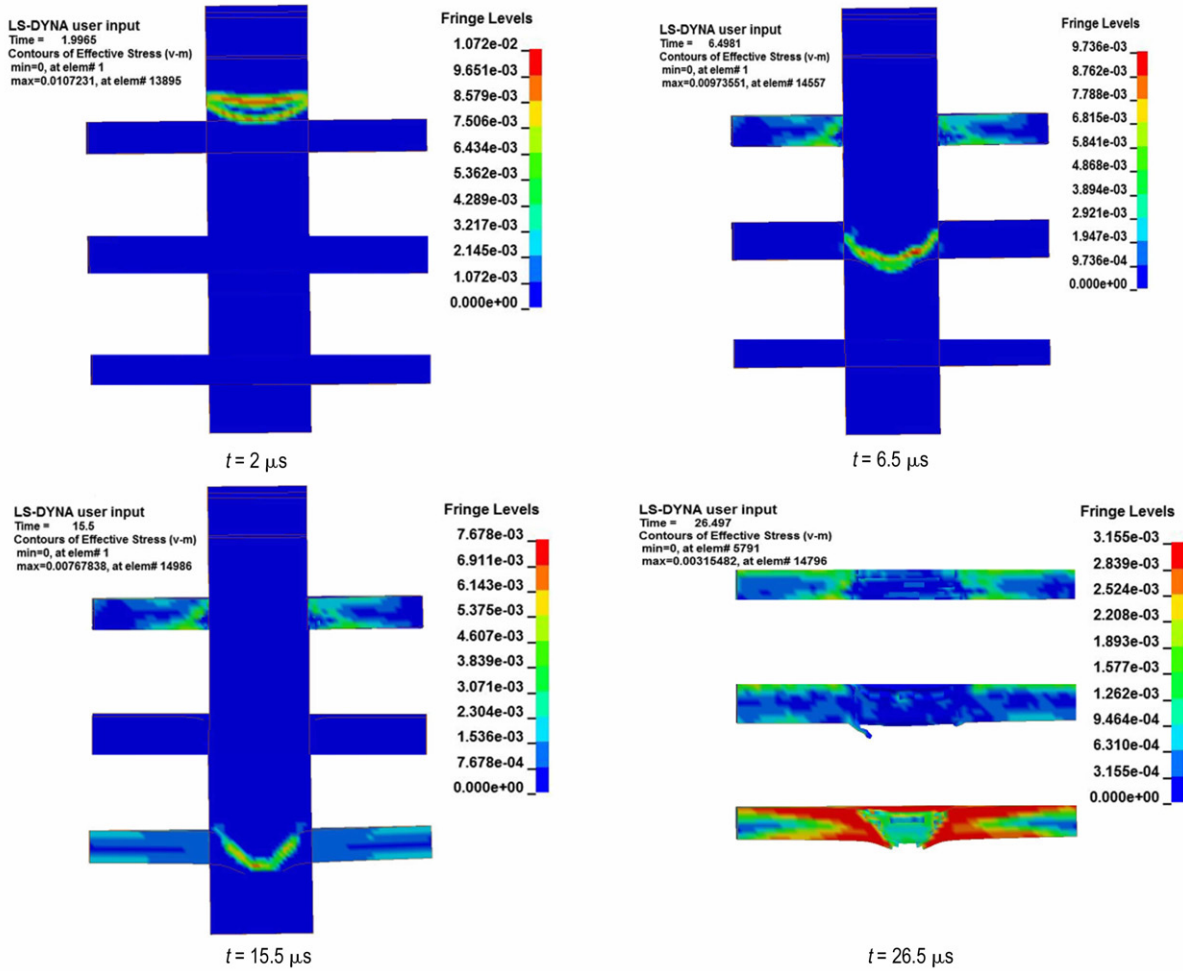 LS-DYNA user input
Time = 1.9965
Contours of Effective Stress (v-m)
min=0, at elem# 1
max=0.0107231, at elem# 13895
Fringe Levels
1.072e-02
9.651e-03
8.579e-03
7.506e-03
6.434e-03
5.362e-03
4.289e-03
3.217e-03
2.145e-03
1.072e-03
0.000e+00
t = 2 μs
LS-DYNA user input
Time = 6.4981
Contours of Effective Stress (v-m)
min=0, at elem# 1
max=0.00973551, at elem# 14557
Fringe Levels
9.736e-03
8.762e-03
7.788e-03
6.815e-03
5.841e-03
4.868e-03
3.894e-03
2.921e-03
1.947e-03
9.736e-04
0.000e+00
t = 6.5 μs
LS-DYNA user input
Time = 15.5
Contours of Effective Stress (v-m)
min=0, at elem# 1
max=0.00767838, at elem# 14986
Fringe Levels
7.678e-03
6.911e-03
6.143e-03
5.375e-03
4.607e-03
3.839e-03
3.071e-03
2.304e-03
1.536e-03
7.678e-04
0.000e+00
t = 15.5 μs
LS-DYNA user input
Time = 26.497
Contours of Effective Stress (v-m)
min=0, at elem# 5791
max=0.00315482, at elem# 14796
Fringe Levels
3.155e-03
2.839e-03
2.524e-03
2.208e-03
1.893e-03
1.577e-03
1.262e-03
9.464e-04
6.310e-04
3.155e-04
0.000e+00
t = 26.5 μs